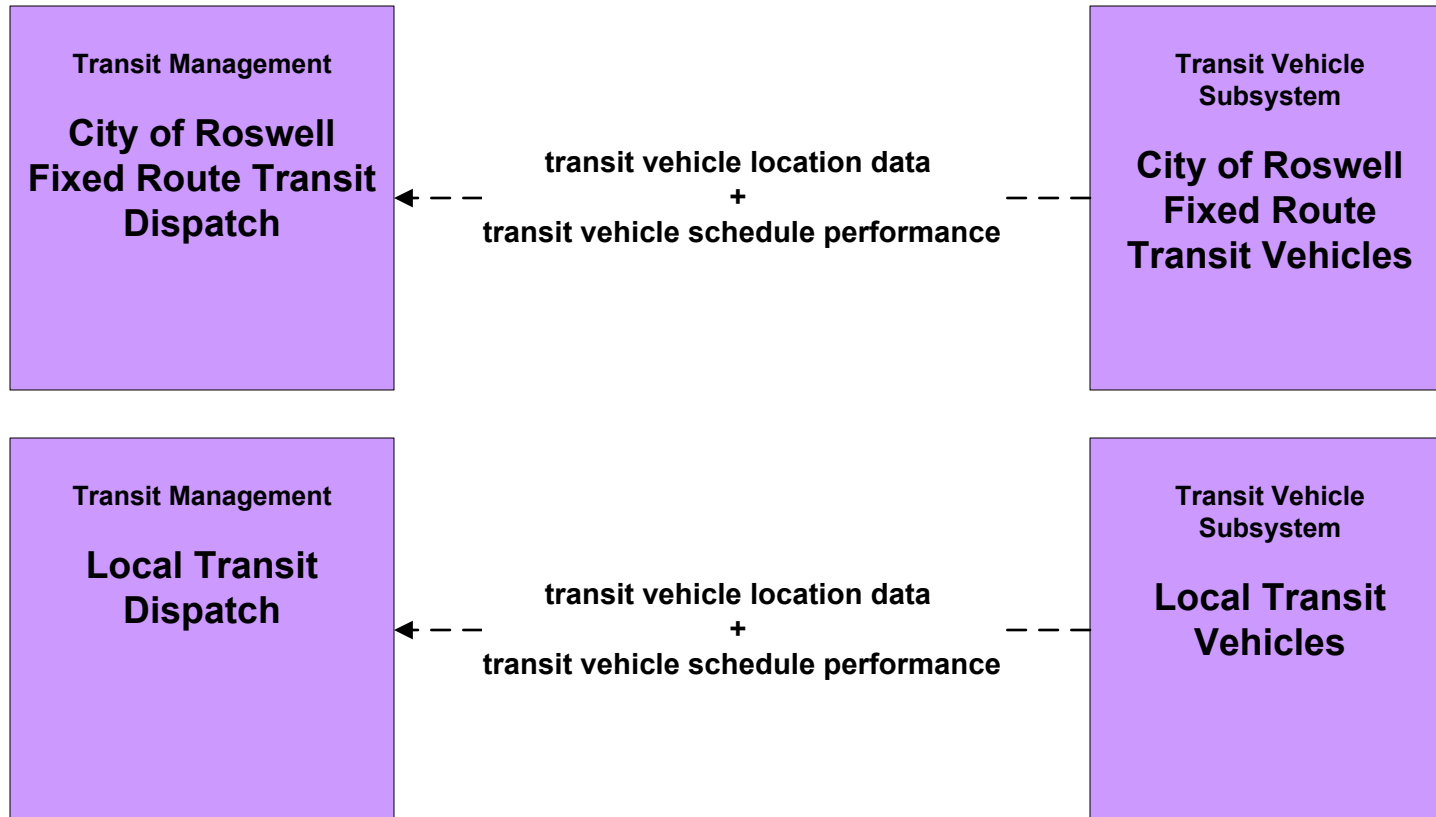 Transit Management
City of Roswell
Fixed Route Transit
Dispatch
transit vehicle location data
+
transit vehicle schedule performance
Transit Vehicle
Subsystem
City of Roswell
Fixed Route
Transit Vehicles
Transit Management
Local Transit
Dispatch
transit vehicle location data
+
transit vehicle schedule performance
Transit Vehicle
Subsystem
Local Transit
Vehicles